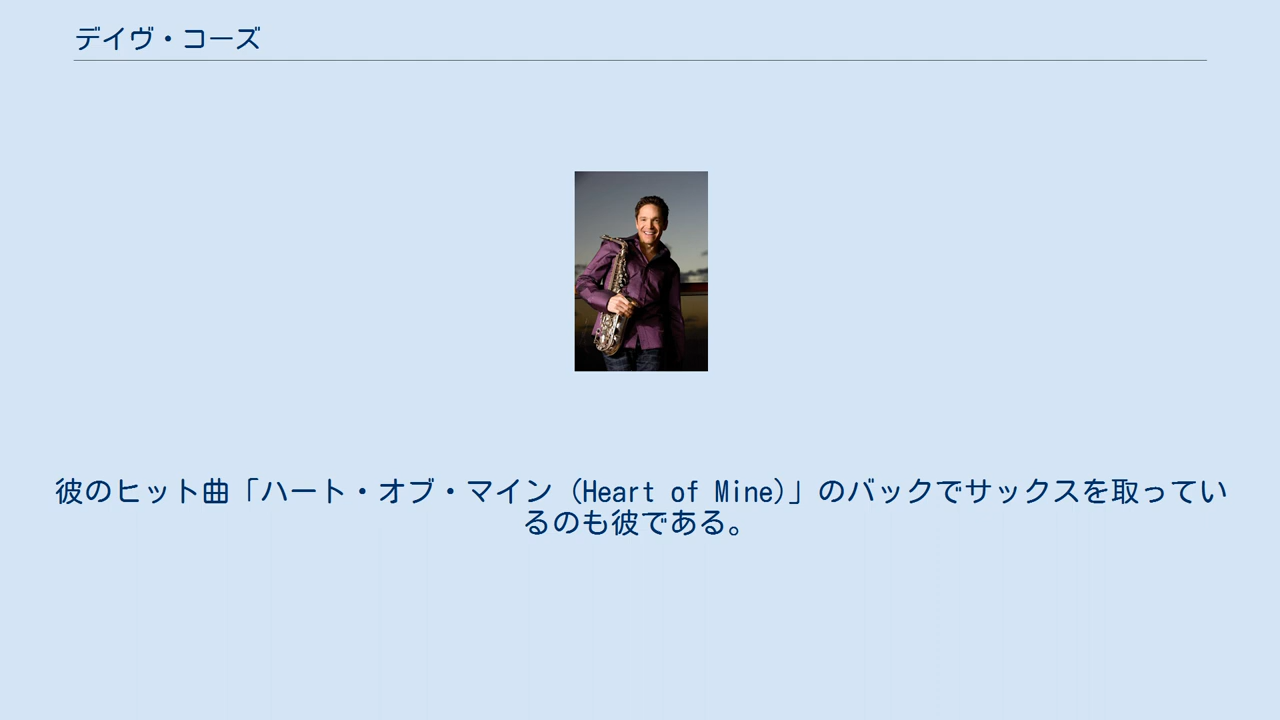 デイヴ・コーズ
彼のヒット曲「ハート・オブ・マイン (Heart of Mine)」のバックでサックスを取ってい
るのも彼である。